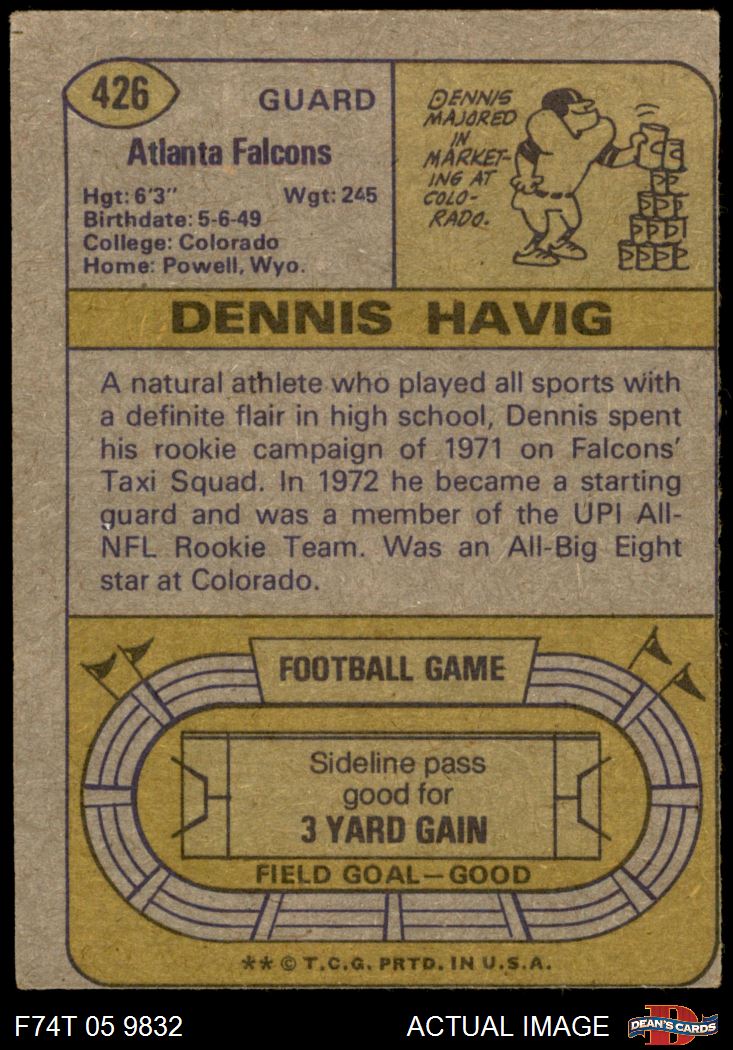 426
GUARD
Atlanta Falcons
Hgt: 6'3" Wgt: 245
Birthdate: 5-6-49
College: Colorado
Home: Powell, Wyo.
DENNIS
MAJORED
IN
MARKET-
ING AT
COLO-
RADO.
DENNIS HAVIG
A natural athlete who played all sports with
a definite flair in high school, Dennis spent
his rookie campaign of 1971 on Falcons'
Taxi Squad. In 1972 he became a starting
guard and was a member of the UPI All-
NFL Rookie Team. Was an All-Big Eight
star at Colorado.
FOOTBALL GAME
Sideline pass
good for
3 YARD GAIN
FIELD GOAL—GOOD
** © T.C.G. PRTD. IN U.S.A.
F74T 05 9832
ACTUAL IMAGE
D
DEAN'S CARDS